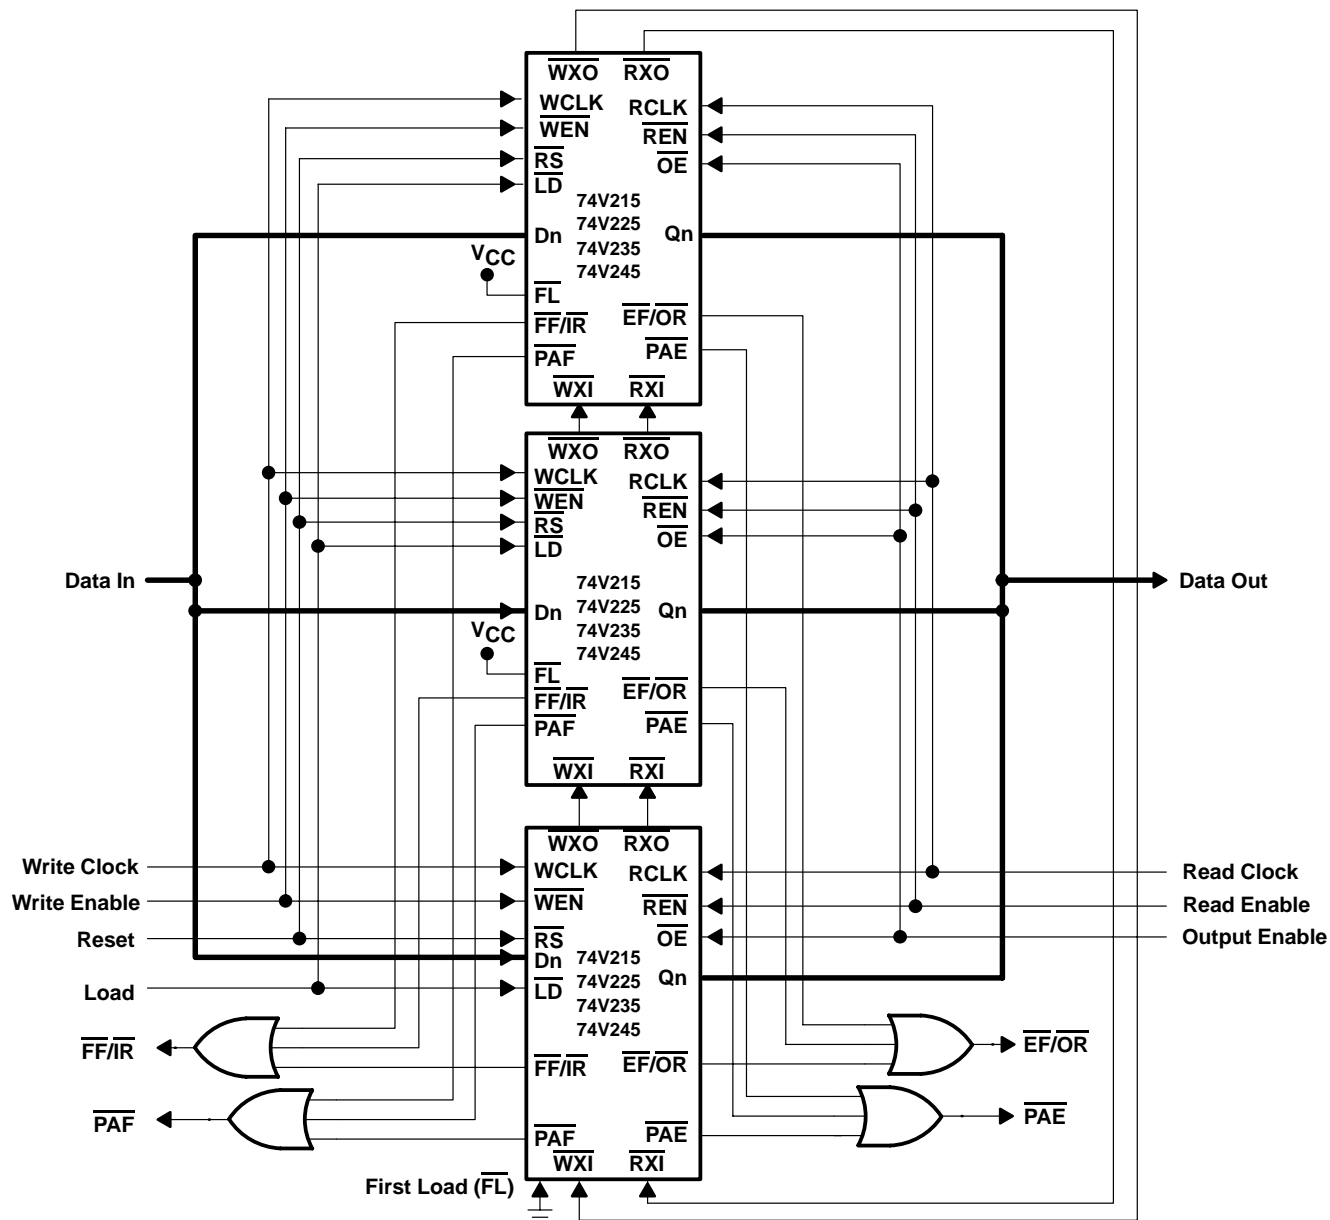 WXO RXO
WCLK RCLK
WEN REN
RS OE
LD
74V215
74V225
74V235
74V245
Dn Qn
VCC
FL
FF/IR EF/OR
PAF PAE
WXI RXI
WXO RXO
WCLK RCLK
WEN REN
RS OE
LD
Data In Data Out
74V215
74V225
74V235
74V245
Dn Qn
VCC
FL
FF/IR EF/OR
PAF PAE
WXI RXI
WXO RXO
Write Clock WCLK RCLK Read Clock
Write Enable WEN REN Read Enable
Reset RS OE Output Enable
Dn Qn
74V215
74V225
74V235
74V245
Load LD
FF/IR FF/IR EF/OR EF/OR
PAF PAF PAE PAE
WXI RXI
First Load (FL)